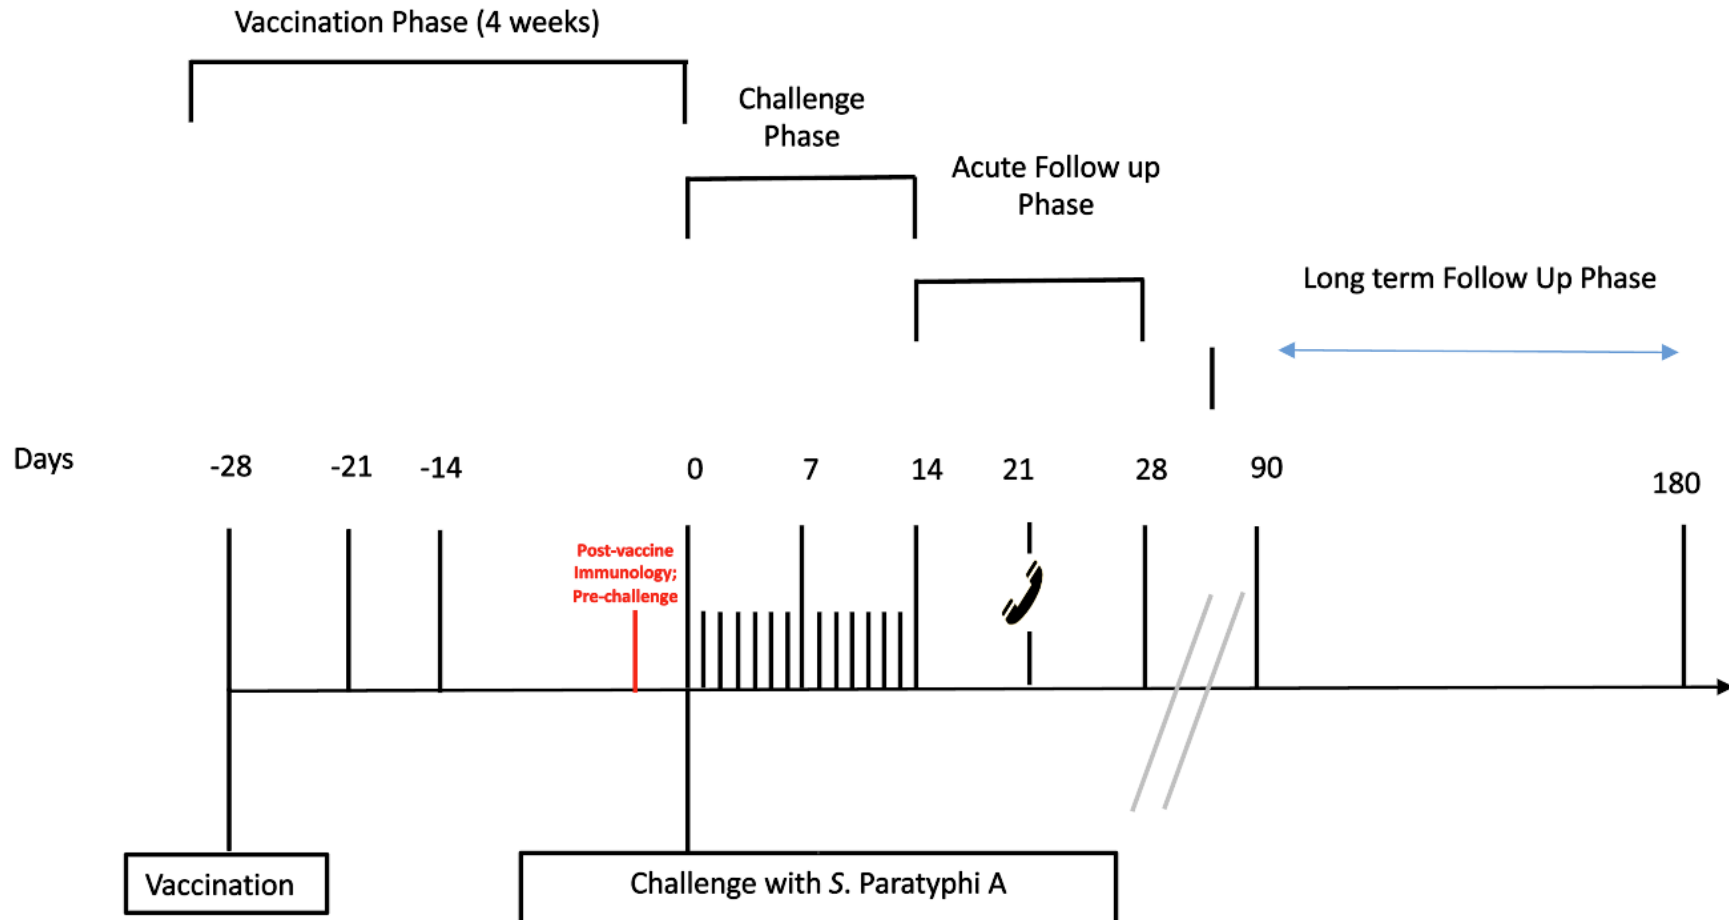 Vaccination Phase (4 weeks)
Challenge
Phase
Acute Follow up
Phase
Long term Follow Up Phase
Days
-28
-21
-14
0
7
14
21
28
90
180
Post-vaccine
Immunology;
Pre-challenge
Vaccination
Challenge with S. Paratyphi A